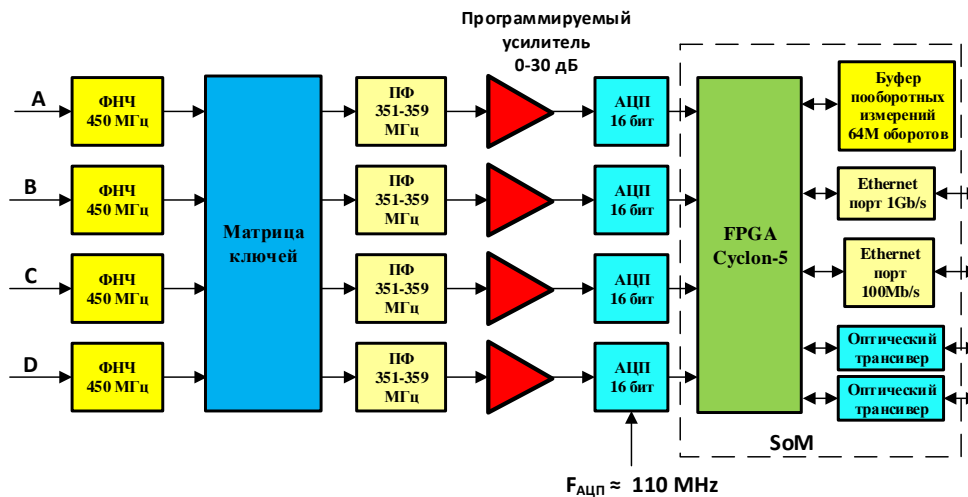 Программируемый
усилитель
0-30 дБ
A
ФНЧ
450 МГц
ПФ
351-359
МГц
АЦП
16 бит
Буфер
пооборотных
измерений
64М оборотов
B
ФНЧ
450 МГц
Матрица
ключей
ПФ
351-359
МГц
АЦП
16 бит
FPGA
Cyclon-5
Ethernet
порт 1Gb/s
C
ФНЧ
450 МГц
ПФ
351-359
МГц
АЦП
16 бит
Ethernet
порт
100Mb/s
D
ФНЧ
450 МГц
ПФ
351-359
МГц
АЦП
16 бит
Оптический
трансивер
Оптический
трансивер
SoM
FАЦП ≈ 110 MHz